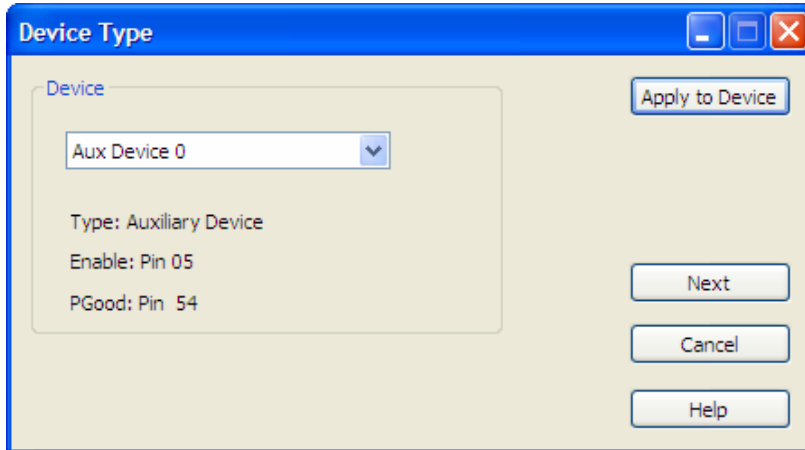 Device Type
Device
Apply to Device
Aux Device 0
Type: Auxiliary Device
Enable: Pin 05
PGood: Pin  54
Next
Cancel
Help